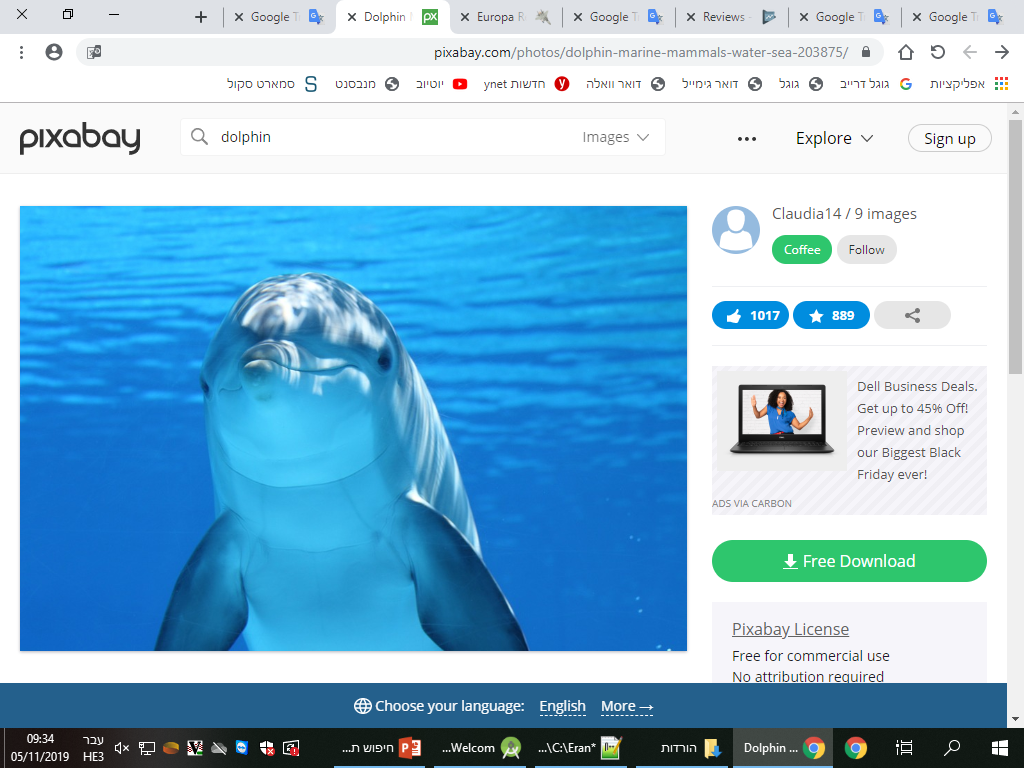 Google T
Dolphin
px
Europa R
Google T
Reviews -
Google T
Google T
pixabay.com/photos/dolphin-marine-mammals-water-sea-203875/
אפליקציות
גוגל דרייב
גוגל
דואר גימייל
דואר וואלה
חדשות ynet
יוטיוב
מנבסנט
סמארט סקול
pixabay
dolphin
Images
Explore
Sign up
Claudia14 / 9 images
Coffee
Follow
1017
889
Dell Business Deals.
Get up to 45% Off!
Preview and shop
our Biggest Black
Friday ever!
ADS VIA CARBON
Free Download
Pixabay License
Free for commercial use
No attribution required
Choose your language: English More →
09:34
05/11/2019
עבר
HE3
חיפוש ת...
Welcom...
*C:\Eran\...
הורדות
Dolphin ...